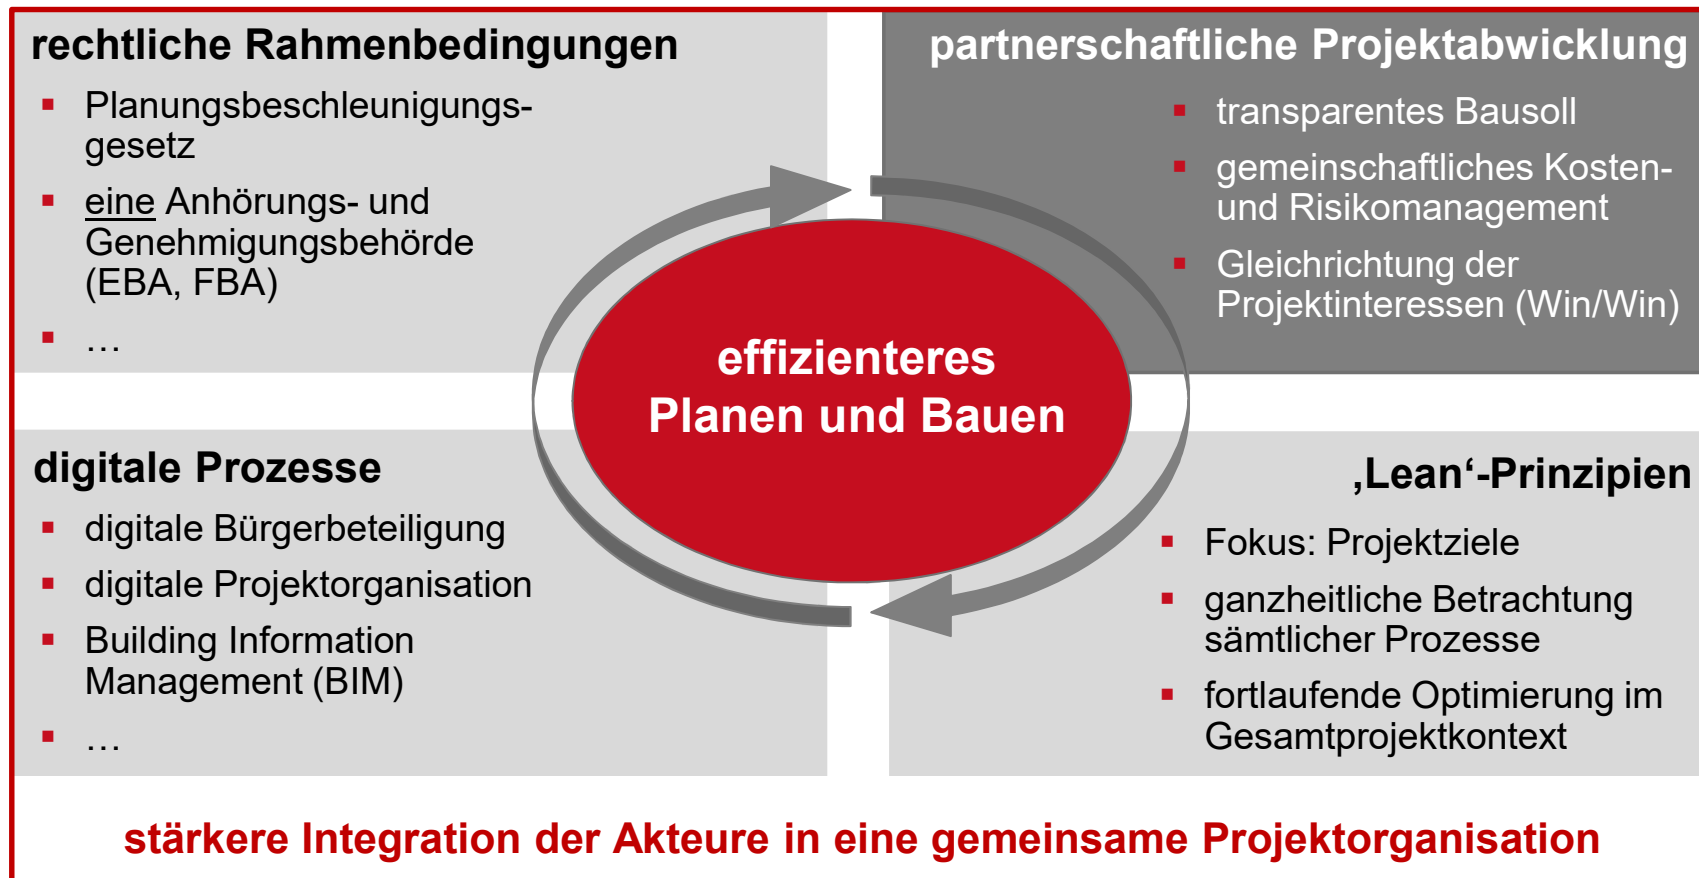 rechtliche Rahmenbedingungen
▪ Planungsbeschleunigungs-
gesetz
▪ eine Anhörungs- und
Genehmigungsbehörde
(EBA, FBA)
▪ …
partnerschaftliche Projektabwicklung
▪ transparentes Bausoll
▪ gemeinschaftliches Kosten-
und Risikomanagement
▪ Gleichrichtung der
Projektinteressen (Win/Win)
effizienteres
Planen und Bauen
digitale Prozesse
▪ digitale Bürgerbeteiligung
▪ digitale Projektorganisation
▪ Building Information
Management (BIM)
▪ …
‚Lean‘-Prinzipien
▪ Fokus: Projektziele
▪ ganzheitliche Betrachtung
sämtlicher Prozesse
▪ fortlaufende Optimierung im
Gesamtprojektkontext
stärkere Integration der Akteure in eine gemeinsame Projektorganisation